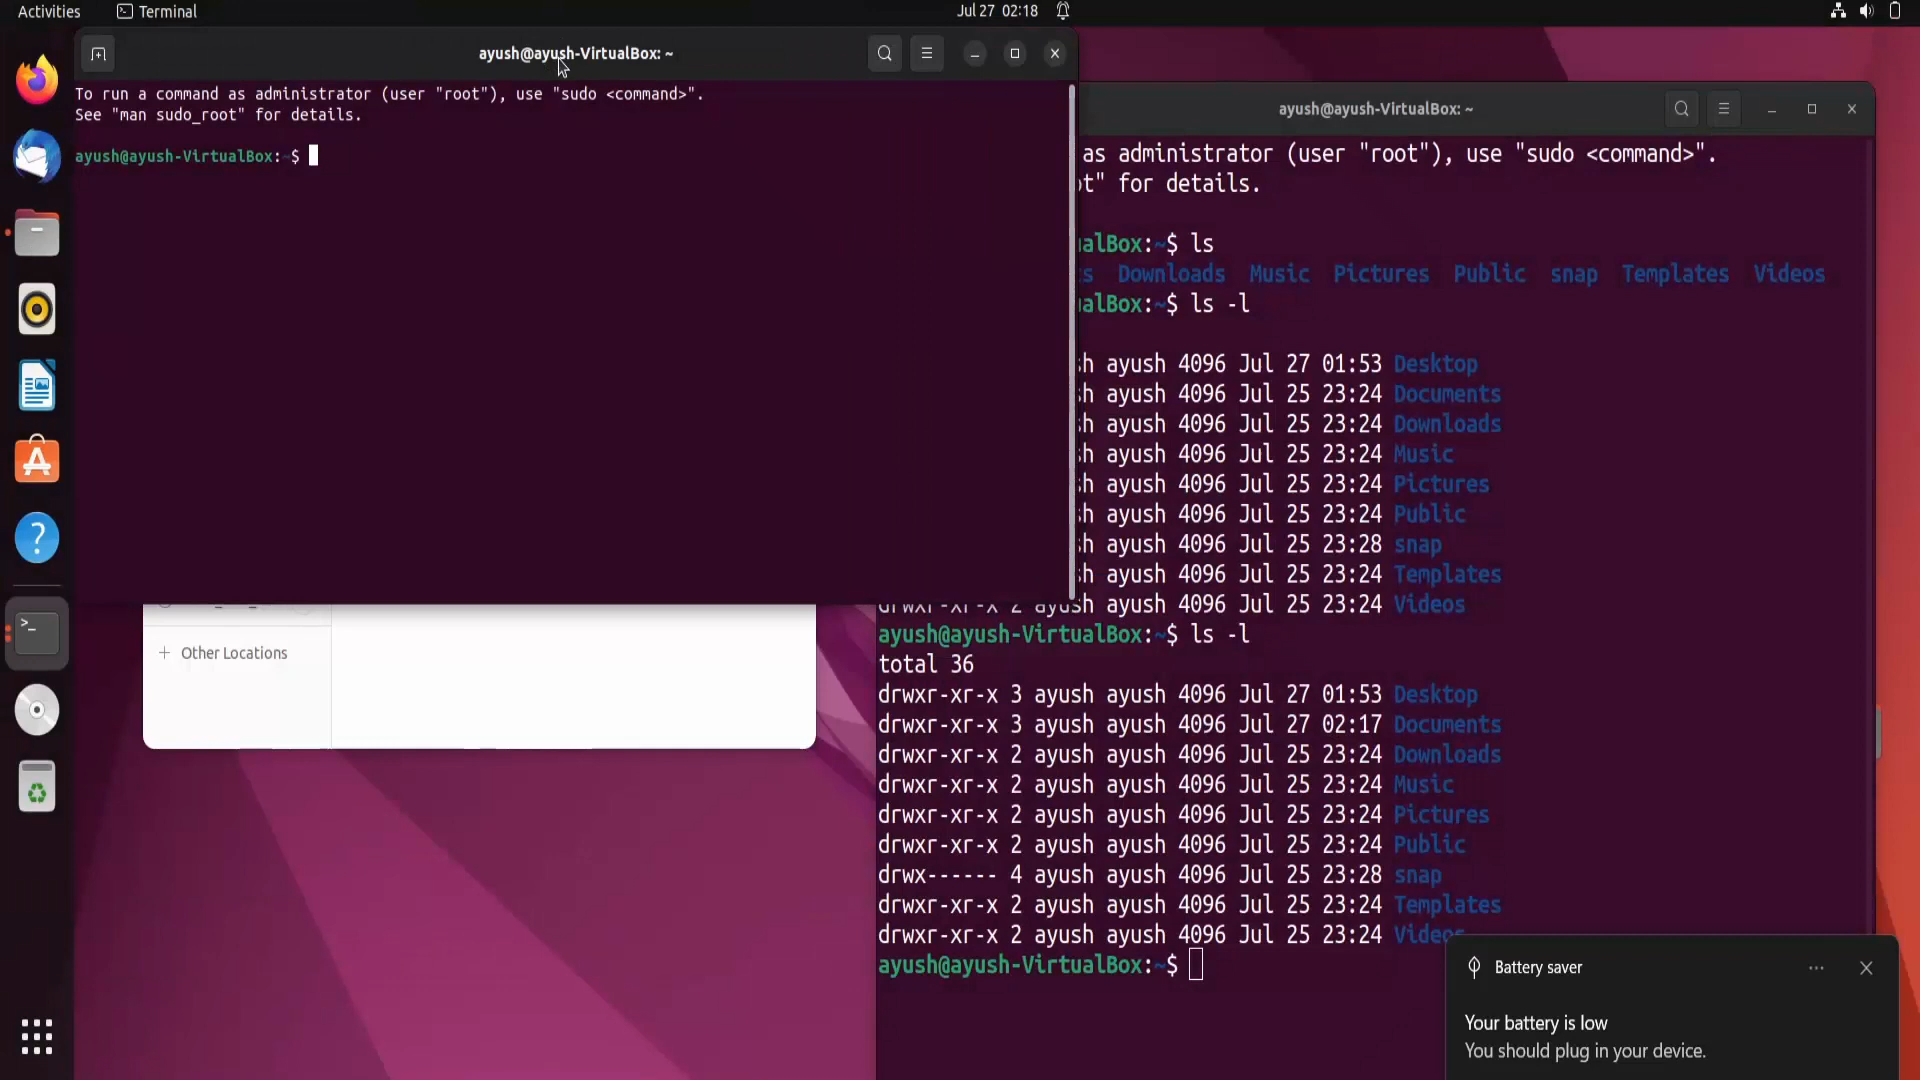 Activities
Terminal
Jul 27 02:18
ayush@ayush-VirtualBox: ~
To run a command as administrator (user "root"), use "sudo <command>".
See "man sudo_root" for details.
ayush@ayush-VirtualBox:~$
Other Locations
ayush@ayush-VirtualBox: ~
as administrator (user "root"), use "sudo <command>".
" for details.
:~$ ls
Downloads Music Pictures Public snap Templates Videos
:~$ ls -l
ayush 4096 Jul 27 01:53 Desktop
ayush 4096 Jul 25 23:24 Documents
ayush 4096 Jul 25 23:24 Downloads
ayush 4096 Jul 25 23:24 Music
ayush 4096 Jul 25 23:24 Pictures
ayush 4096 Jul 25 23:24 Public
ayush 4096 Jul 25 23:28 snap
ayush 4096 Jul 25 23:24 Templates
drwxr-xr-x 2 ayush ayush 4096 Jul 25 23:24 Videos
ayush@ayush-VirtualBox:~$ ls -l
total 36
drwxr-xr-x 3 ayush ayush 4096 Jul 27 01:53 Desktop
drwxr-xr-x 3 ayush ayush 4096 Jul 27 02:17 Documents
drwxr-xr-x 2 ayush ayush 4096 Jul 25 23:24 Downloads
drwxr-xr-x 2 ayush ayush 4096 Jul 25 23:24 Music
drwxr-xr-x 2 ayush ayush 4096 Jul 25 23:24 Pictures
drwxr-xr-x 2 ayush ayush 4096 Jul 25 23:24 Public
drwx------ 4 ayush ayush 4096 Jul 25 23:28 snap
drwxr-xr-x 2 ayush ayush 4096 Jul 25 23:24 Templates
drwxr-xr-x 2 ayush ayush 4096 Jul 25 23:24 Videos
ayush@ayush-VirtualBox:~$
Battery saver
Your battery is low
You should plug in your device.